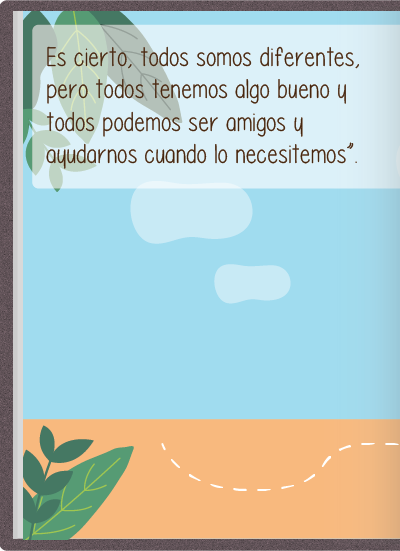 Es cierto, todos somos diferentes,
pero todos tenemos algo bueno y
todos podemos ser amigos y
ayudarnos cuando lo necesitemos”.